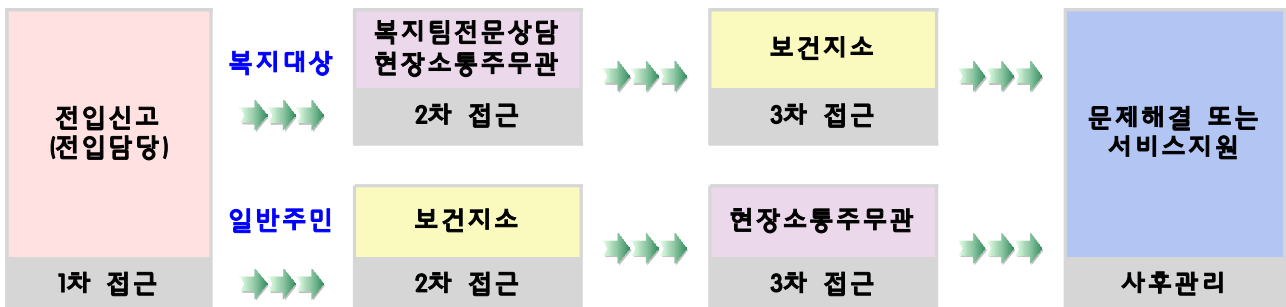 전입신고
(전입담당)
1차 접근
복지대상
복지팀전문상담
현장소통주무관
2차 접근
보건지소
3차 접근
일반주민
보건지소
2차 접근
현장소통주무관
3차 접근
문제해결 또는
서비스지원
사후관리